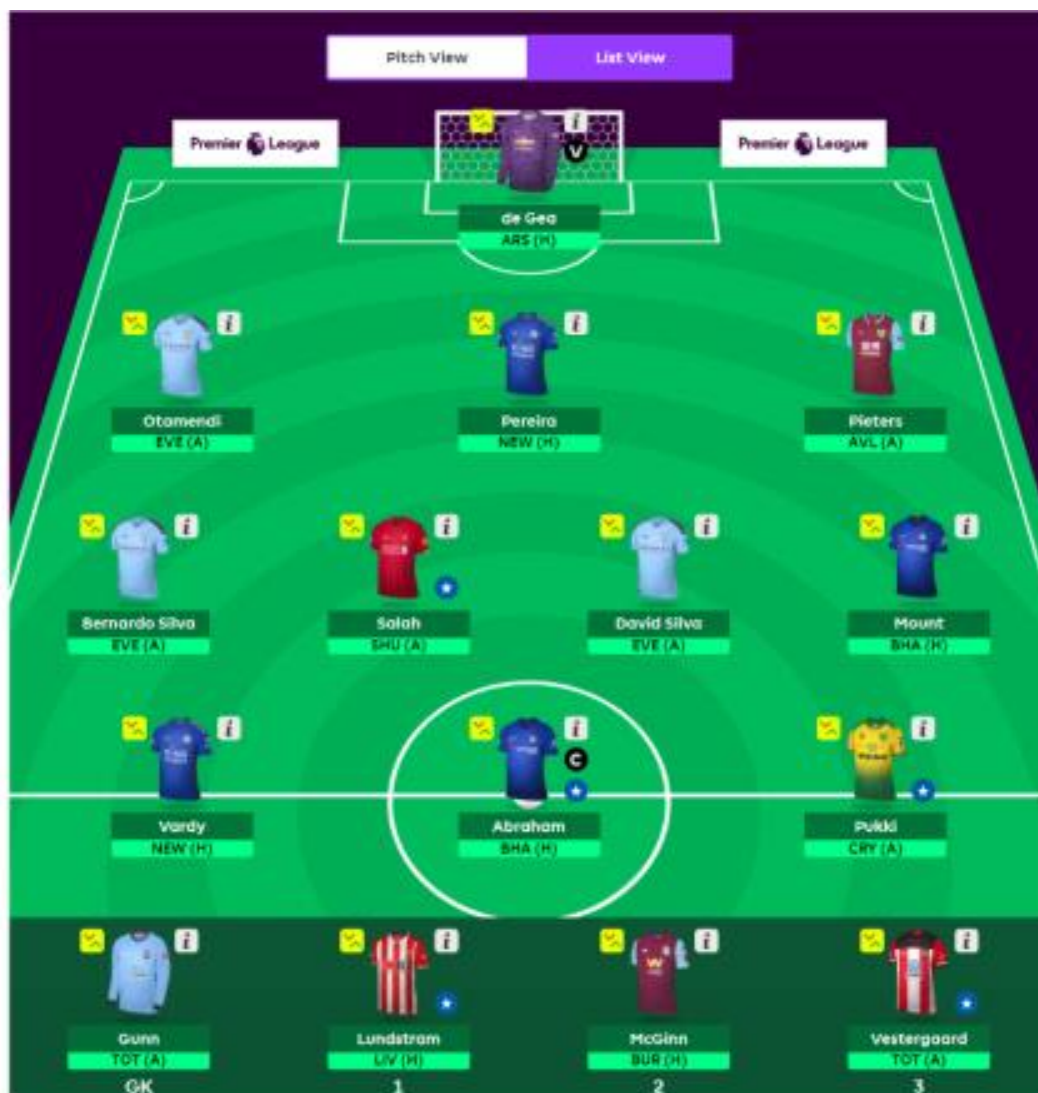 Pitch View List View
Premier League Premier League
V
de Gea
ARS (H)
Otamendi Pereira Pieters
EVE (A) NEW (H) AVL (A)
Bernardo Silva Salah David Silva Mount
EVE (A) SHU (A) EVE (A) BHA (H)
C
Vardy Abraham Pukki
NEW (H) BHA (H) CRY (A)
Gunn Lundstram McGinn Vestergaard
TOT (A) LIV (H) BUR (H) TOT (A)
GK 1 2 3